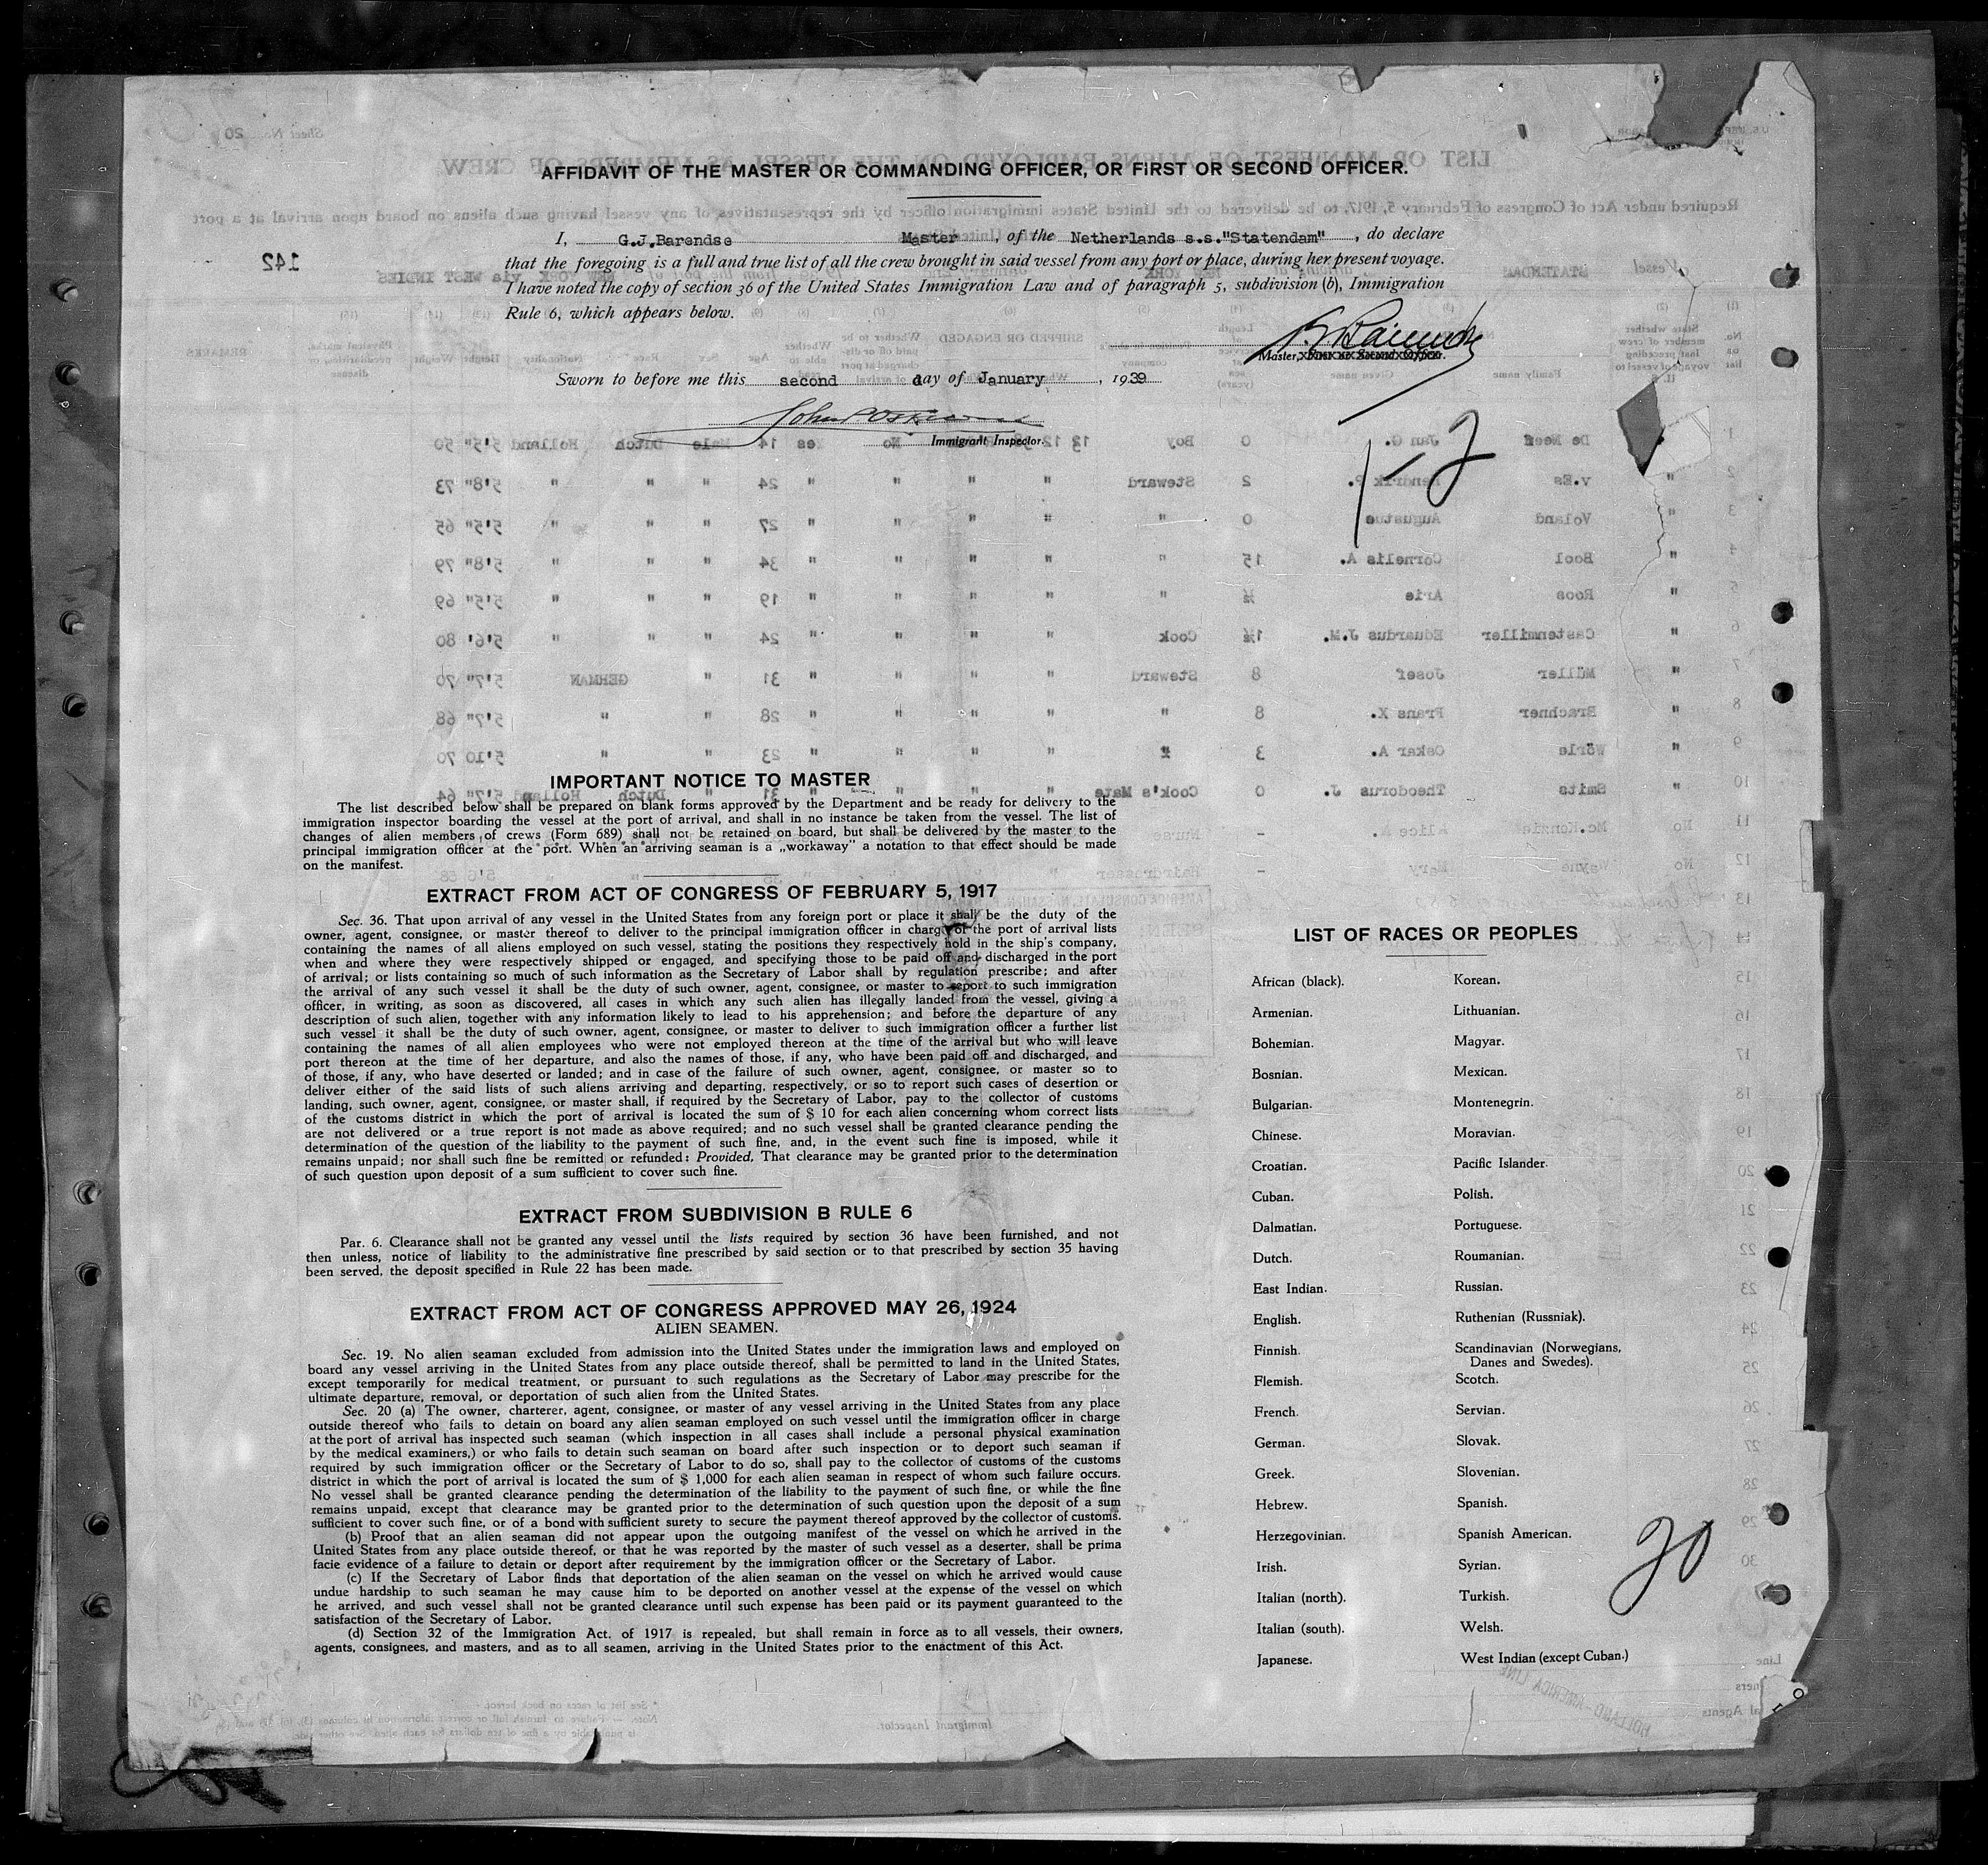 AFFIDAVIT OF THE MASTER OR COMMANDING OFFICER, OR FIRST OR SECOND OFFICER.
I, G.J.Barendse Master, of the Netherlands s.s."Statendam", do declare
that the foregoing is a full and true list of all the crew brought in said vessel from any port or place, during her present voyage.
I have noted the copy of section 36 of the United States Immigration Law and of paragraph 5, subdivision (b), Immigration
Rule 6, which appears below.
Master,
Sworn to before me this second day of January, 1939
Immigrant Inspector.
1-2
IMPORTANT NOTICE TO MASTER
The list described below shall be prepared on blank forms approved by the Department and be ready for delivery to the
immigration inspector boarding the vessel at the port of arrival, and shall in no instance be taken from the vessel. The list of
changes of alien members of crews (Form 689) shall not be retained on board, but shall be delivered by the master to the
principal immigration officer at the port. When an arriving seaman is a „workaway" a notation to that effect should be made
on the manifest.
EXTRACT FROM ACT OF CONGRESS OF FEBRUARY 5, 1917
Sec. 36. That upon arrival of any vessel in the United States from any foreign port or place it shall be the duty of the
owner, agent, consignee, or master thereof to deliver to the principal immigration officer in charge of the port of arrival lists
containing the names of all aliens employed on such vessel, stating the positions they respectively hold in the ship's company,
when and where they were respectively shipped or engaged, and specifying those to be paid off and discharged in the port
of arrival; or lists containing so much of such information as the Secretary of Labor shall by regulation prescribe; and after
the arrival of any such vessel it shall be the duty of such owner, agent, consignee, or master to report to such immigration
officer, in writing, as soon as discovered, all cases in which any such alien has illegally landed from the vessel, giving a
description of such alien, together with any information likely to lead to his apprehension; and before the departure of any
such vessel it shall be the duty of such owner, agent, consignee, or master to deliver to such immigration officer a further list
containing the names of all alien employees who were not employed thereon at the time of the arrival but who will leave
port thereon at the time of her departure, and also the names of those, if any, who have been paid off and discharged, and
of those, if any, who have deserted or landed; and in case of the failure of such owner, agent, consignee, or master so to
deliver either of the said lists of such aliens arriving and departing, respectively, or so to report such cases of desertion or
landing, such owner, agent, consignee, or master shall, if required by the Secretary of Labor, pay to the collector of customs
of the customs district in which the port of arrival is located the sum of $ 10 for each alien concerning whom correct lists
are not delivered or a true report is not made as above required; and no such vessel shall be granted clearance pending the
determination of the question of the liability to the payment of such fine, and, in the event such fine is imposed, while it
remains unpaid; nor shall such fine be remitted or refunded: Provided, That clearance may be granted prior to the determination
of such question upon deposit of a sum sufficient to cover such fine.
EXTRACT FROM SUBDIVISION B RULE 6
Par. 6. Clearance shall not be granted any vessel until the lists required by section 36 have been furnished, and not
then unless, notice of liability to the administrative fine prescribed by said section or to that prescribed by section 35 having
been served, the deposit specified in Rule 22 has been made.
EXTRACT FROM ACT OF CONGRESS APPROVED MAY 26, 1924
ALIEN SEAMEN.
Sec. 19. No alien seaman excluded from admission into the United States under the immigration laws and employed on
board any vessel arriving in the United States from any place outside thereof, shall be permitted to land in the United States,
except temporarily for medical treatment, or pursuant to such regulations as the Secretary of Labor may prescribe for the
ultimate departure, removal, or deportation of such alien from the United States.
Sec. 20 (a) The owner, charterer, agent, consignee, or master of any vessel arriving in the United States from any place
outside thereof who fails to detain on board any alien seaman employed on such vessel until the immigration officer in charge
at the port of arrival has inspected such seaman (which inspection in all cases shall include a personal physical examination
by the medical examiners,) or who fails to detain such seaman on board after such inspection or to deport such seaman if
required by such immigration officer or the Secretary of Labor to do so, shall pay to the collector of customs of the customs
district in which the port of arrival is located the sum of $ 1,000 for each alien seaman in respect of whom such failure occurs.
No vessel shall be granted clearance pending the determination of the liability to the payment of such fine, or while the fine
remains unpaid, except that clearance may be granted prior to the determination of such question upon the deposit of a sum
sufficient to cover such fine, or of a bond with sufficient surety to secure the payment thereof approved by the collector of customs.
(b) Proof that an alien seaman did not appear upon the outgoing manifest of the vessel on which he arrived in the
United States from any place outside thereof, or that he was reported by the master of such vessel as a deserter, shall be prima
facie evidence of a failure to detain or deport after requirement by the immigration officer or the Secretary of Labor.
(c) If the Secretary of Labor finds that deportation of the alien seaman on the vessel on which he arrived would cause
undue hardship to such seaman he may cause him to be deported on another vessel at the expense of the vessel on which
he arrived, and such vessel shall not be granted clearance until such expense has been paid or its payment guaranteed to the
satisfaction of the Secretary of Labor.
(d) Section 32 of the Immigration Act. of 1917 is repealed, but shall remain in force as to all vessels, their owners,
agents, consignees, and masters, and as to all seamen, arriving in the United States prior to the enactment of this Act.
LIST OF RACES OR PEOPLES
African (black).
Armenian.
Bohemian.
Bosnian.
Bulgarian.
Chinese.
Croatian.
Cuban.
Dalmatian.
Dutch.
East Indian.
English.
Finnish.
Flemish.
French.
German.
Greek.
Hebrew.
Herzegovinian.
Irish.
Italian (north).
Italian (south).
Japanese.
Korean.
Lithuanian.
Magyar.
Mexican.
Montenegrin.
Moravian.
Pacific Islander.
Polish.
Portuguese.
Roumanian.
Russian.
Ruthenian (Russniak).
Scandinavian (Norwegians,
Danes and Swedes).
Scotch.
Servian.
Slovak.
Slovenian.
Spanish.
Spanish American.
Syrian.
Turkish.
Welsh.
West Indian (except Cuban.)
20